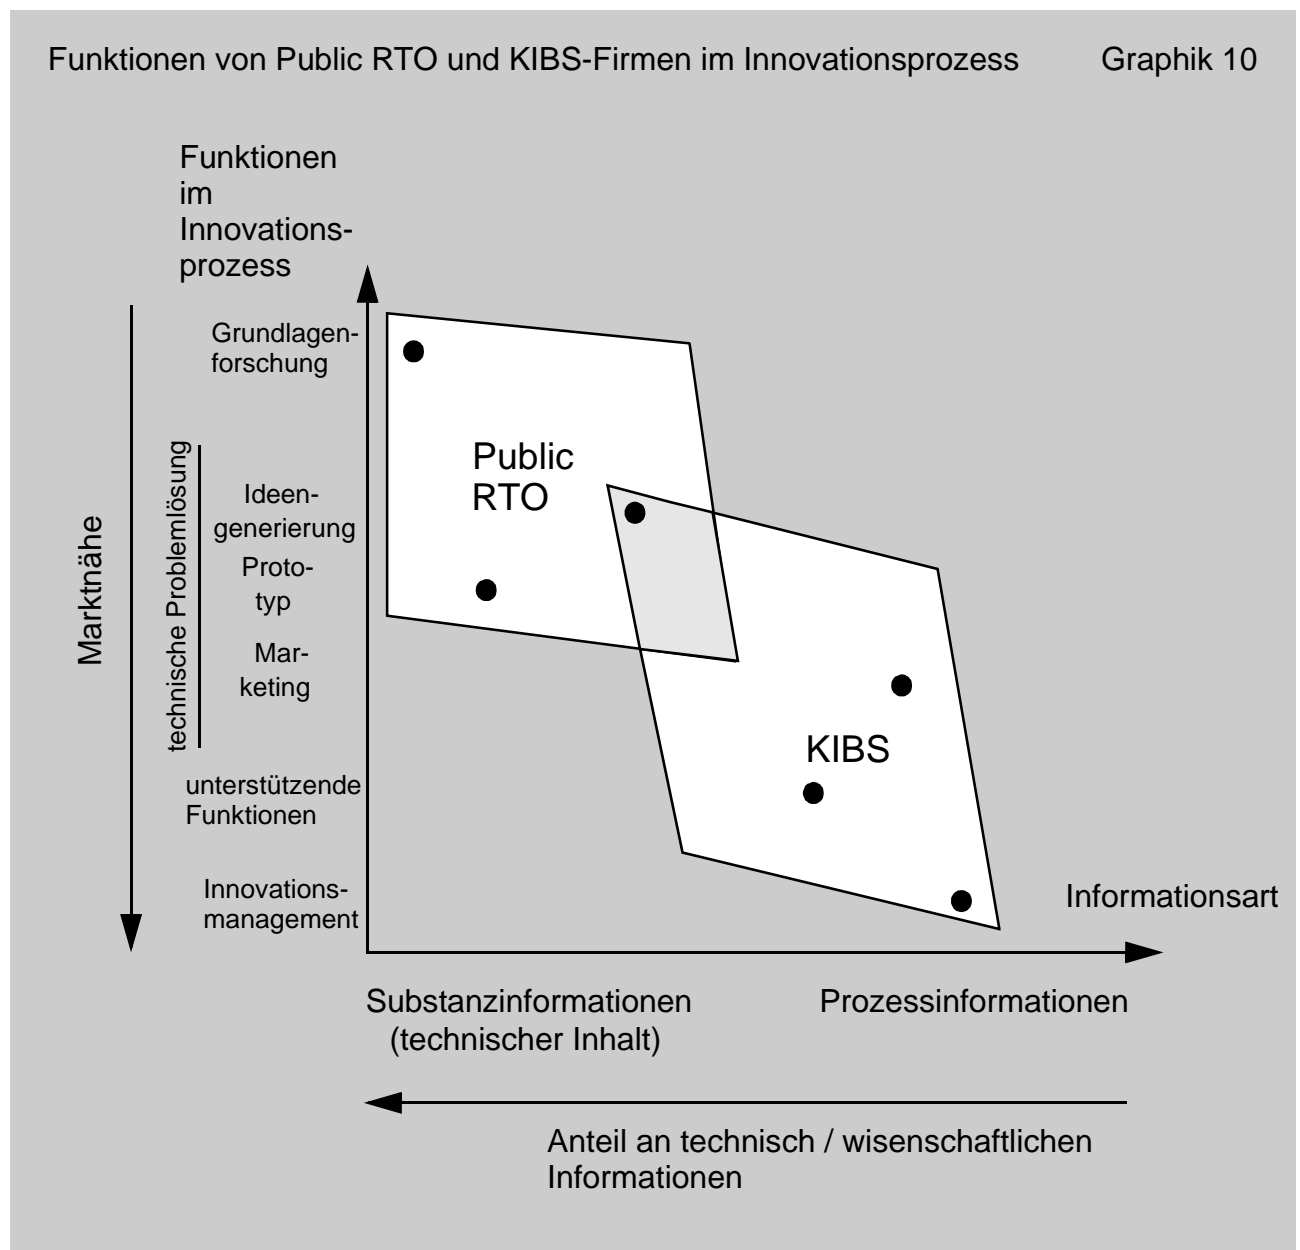 Funktionen von Public RTO und KIBS-Firmen im Innovationsprozess Graphik 10
Funktionen
im
Innovations-
prozess
Grundlagen-
forschung
Public
RTO
Ideen-
generierung
Proto-
typ
Mar-
keting
technische Problemlösung
Marktnähe
KIBS
unterstützende
Funktionen
Innovations-
management
Informationsart
Substanzinformationen
(technischer Inhalt)
Prozessinformationen
Anteil an technisch / wisenschaftlichen
Informationen